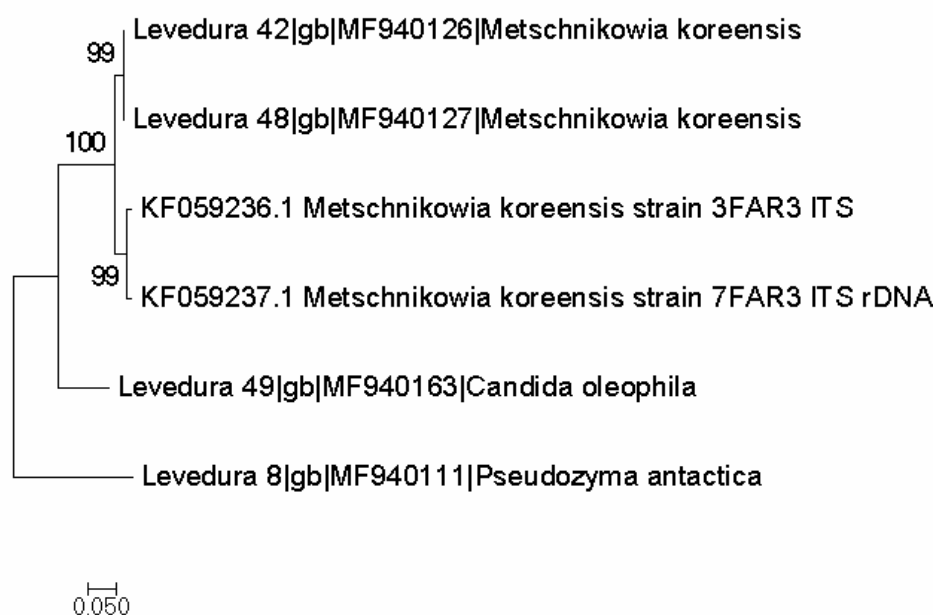 Levedura 42|gb|MF940126|Metschnikowia koreensis
99
Levedura 48|gb|MF940127|Metschnikowia koreensis
100
KF059236.1 Metschnikowia koreensis strain 3FAR3 ITS
99
KF059237.1 Metschnikowia koreensis strain 7FAR3 ITS rDNA
Levedura 49|gb|MF940163|Candida oleophila
Levedura 8|gb|MF940111|Pseudozyma antactica
0.050